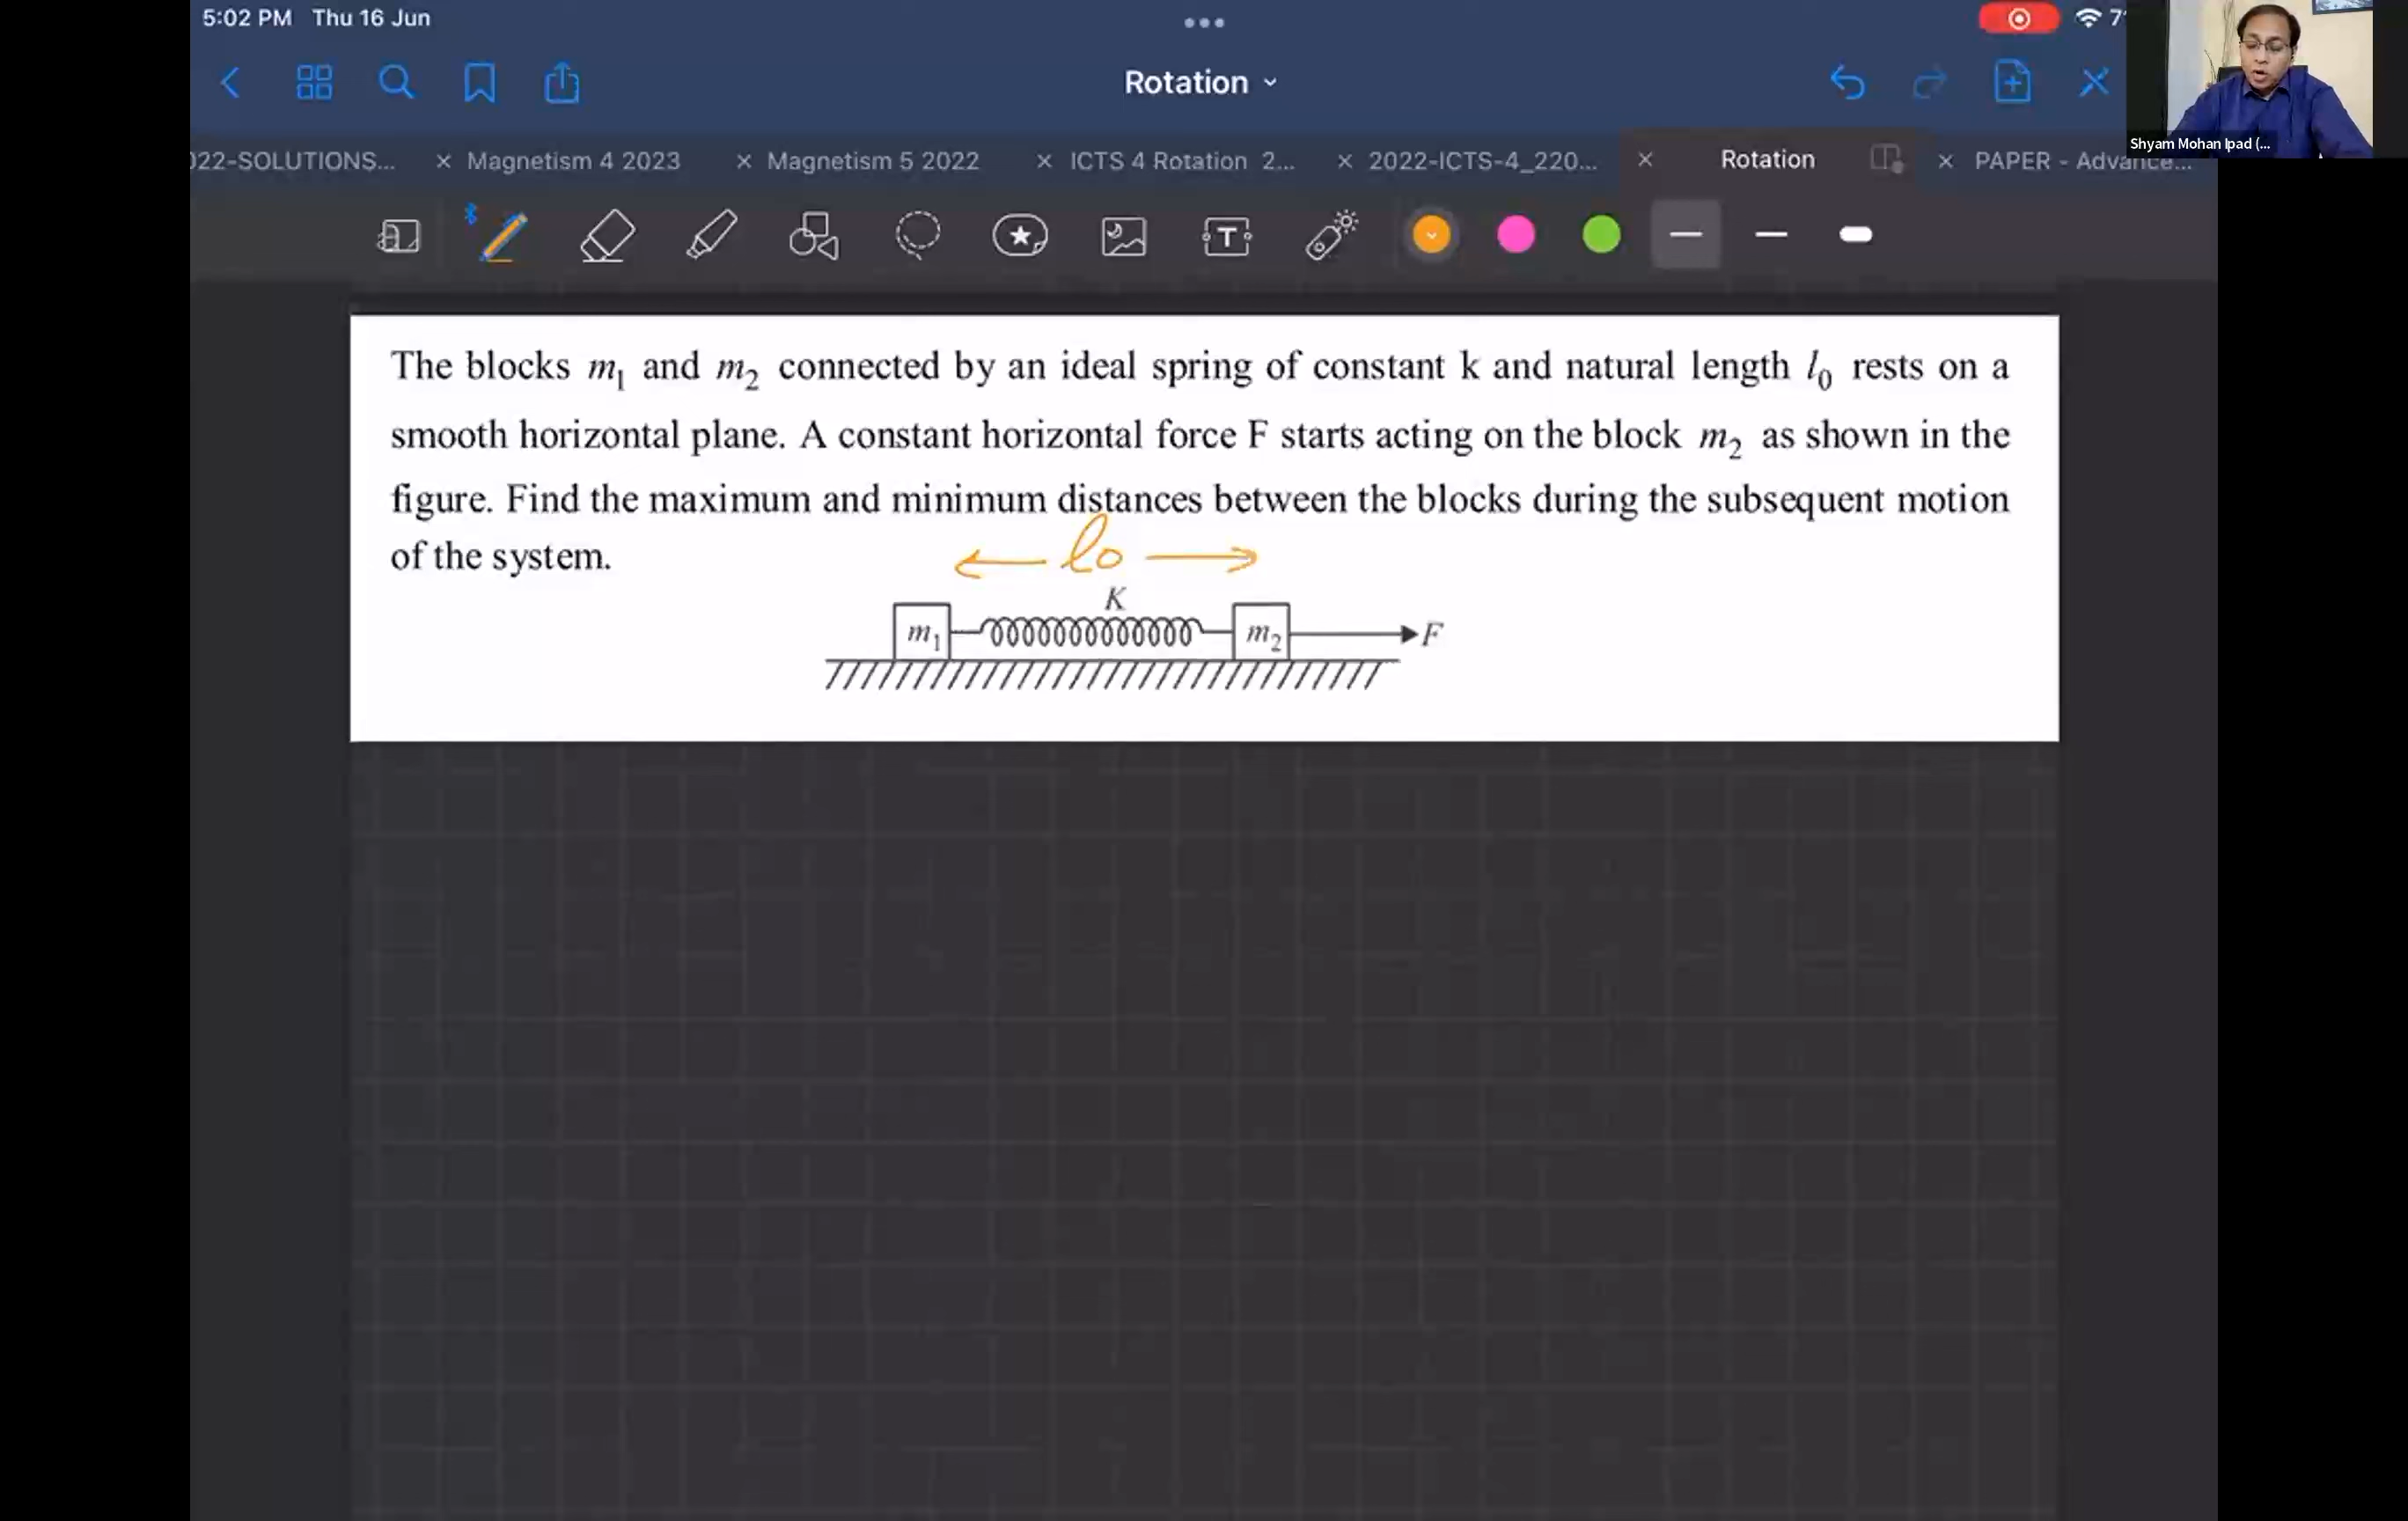 5:02 PM Thu 16 Jun
Rotation
022-SOLUTIONS... Magnetism 4 2023 Magnetism 5 2022 ICTS 4 Rotation 2... 2022-ICTS-4_220... Rotation PAPER - Advance...
Shyam Mohan Ipad (...
The blocks m₁ and m₂ connected by an ideal spring of constant k and natural length l₀ rests on a
smooth horizontal plane. A constant horizontal force F starts acting on the block m₂ as shown in the
figure. Find the maximum and minimum distances between the blocks during the subsequent motion
of the system.
l₀
K
m₁ m₂ F